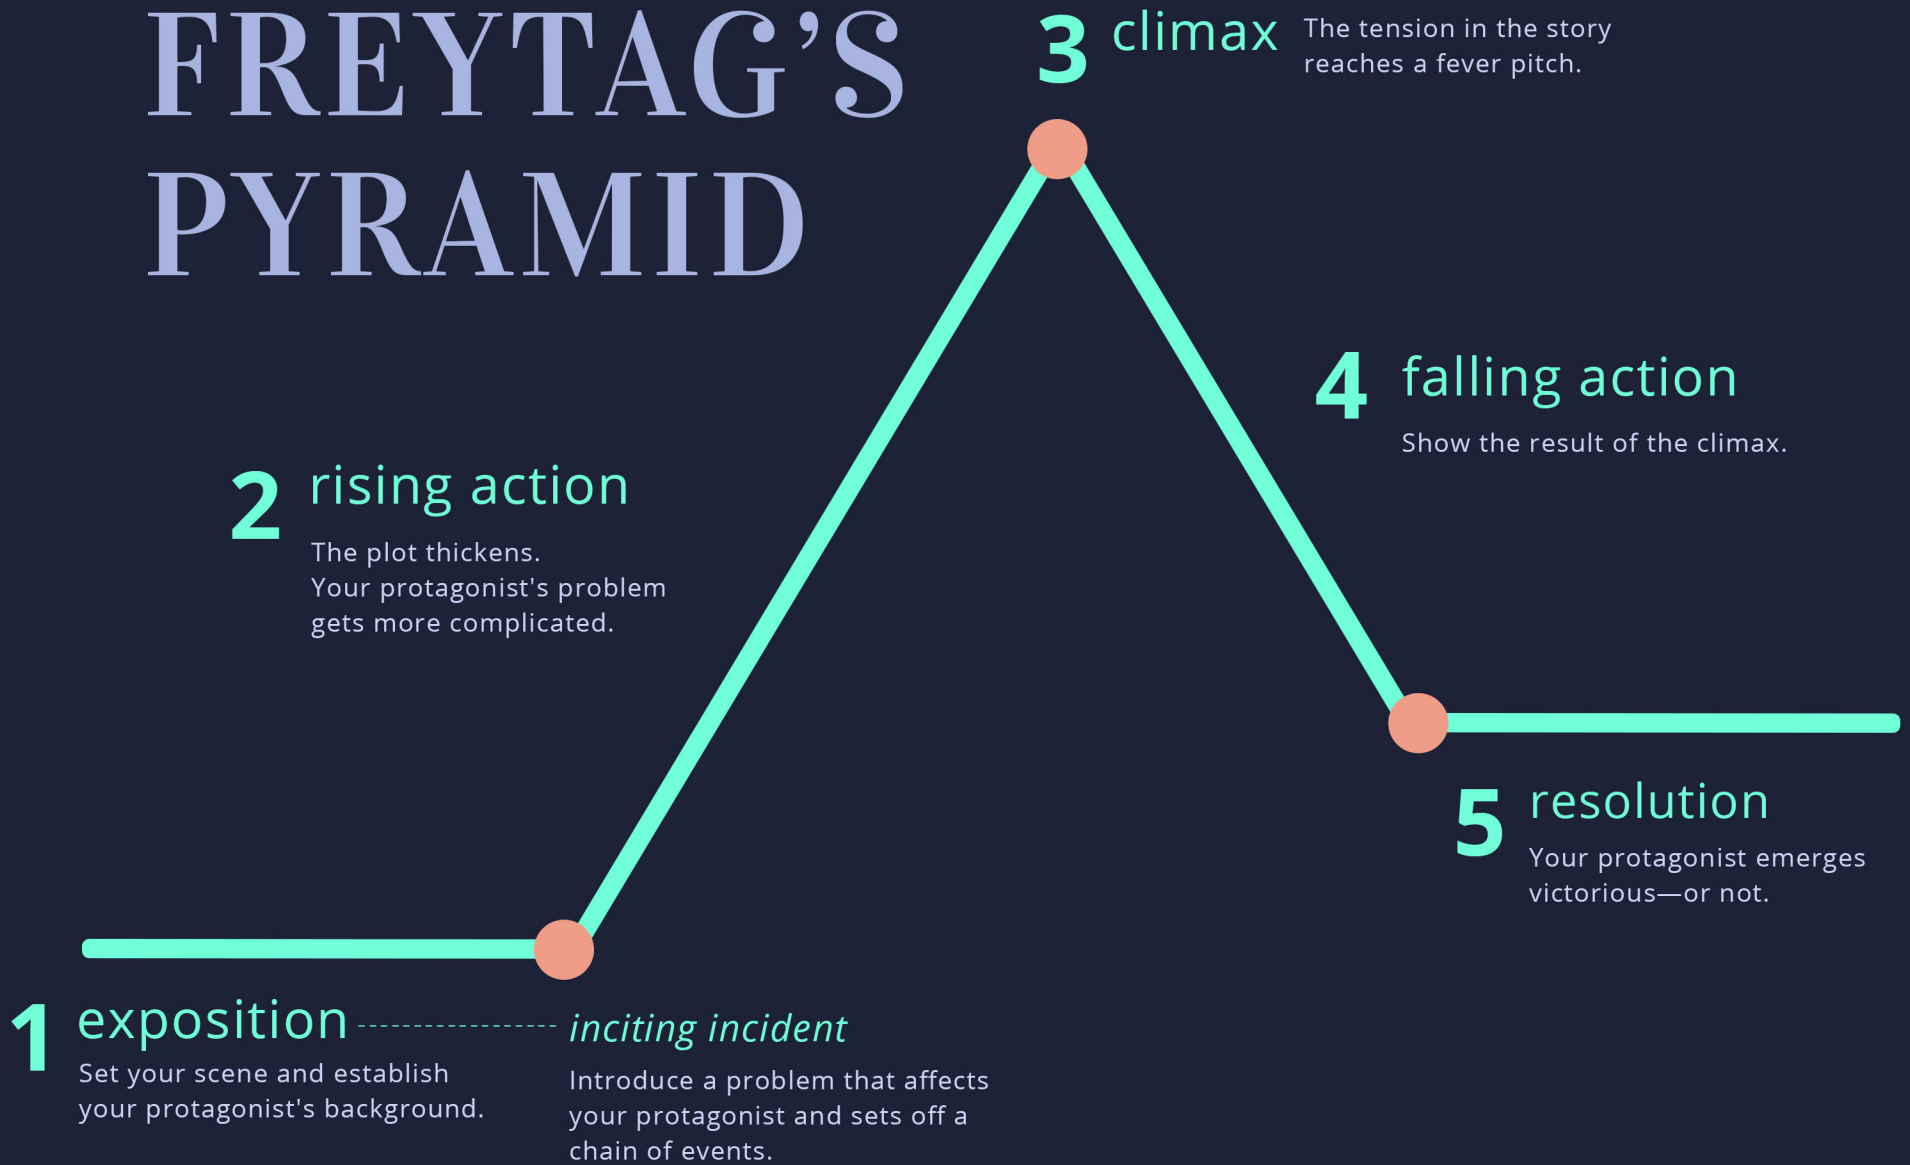 FREYTAG’S
PYRAMID
3 climax
The tension in the story
reaches a fever pitch.
2 rising action
The plot thickens.
Your protagonist's problem
gets more complicated.
4 falling action
Show the result of the climax.
5 resolution
Your protagonist emerges
victorious—or not.
1 exposition
Set your scene and establish
your protagonist's background.
inciting incident
Introduce a problem that affects
your protagonist and sets off a
chain of events.